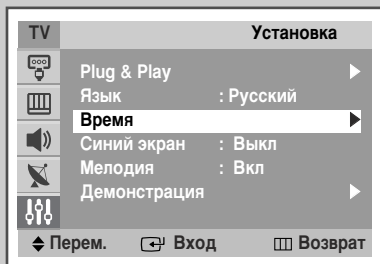 TV Установка
Plug & Play
Язык : Русский
Время
Синий экран : Выкл
Мелодия : Вкл
Демонстрация
Перем. Вход Возврат